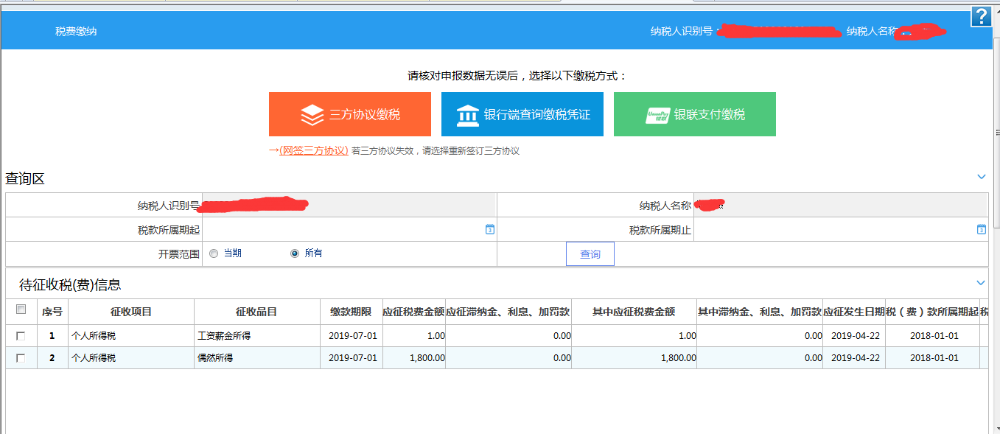 ?
税费缴纳 纳税人识别号: 纳税人名称
请核对申报数据无误后，选择以下缴税方式：
三方协议缴税 银行端查询缴税凭证 UnionPay 银联 银联支付缴税
→(网签三方协议) 若三方协议失效，请选择重新签订三方协议
查询区
纳税人识别号 纳税人名称
税款所属期起 3 税款所属期止 3
开票范围 当期 所有 查询
待征收税(费)信息
序号 征收项目 征收品目 缴款期限 应征税费金额 应征滞纳金、利息、加罚款 其中应征税费金额 其中滞纳金、利息、加罚款 应征发生日期 税（费）款所属期起 税
1 个人所得税 工资薪金所得 2019-07-01 1.00 0.00 1.00 0.00 2019-04-22 2018-01-01
2 个人所得税 偶然所得 2019-07-01 1,800.00 0.00 1,800.00 0.00 2019-04-22 2018-01-01